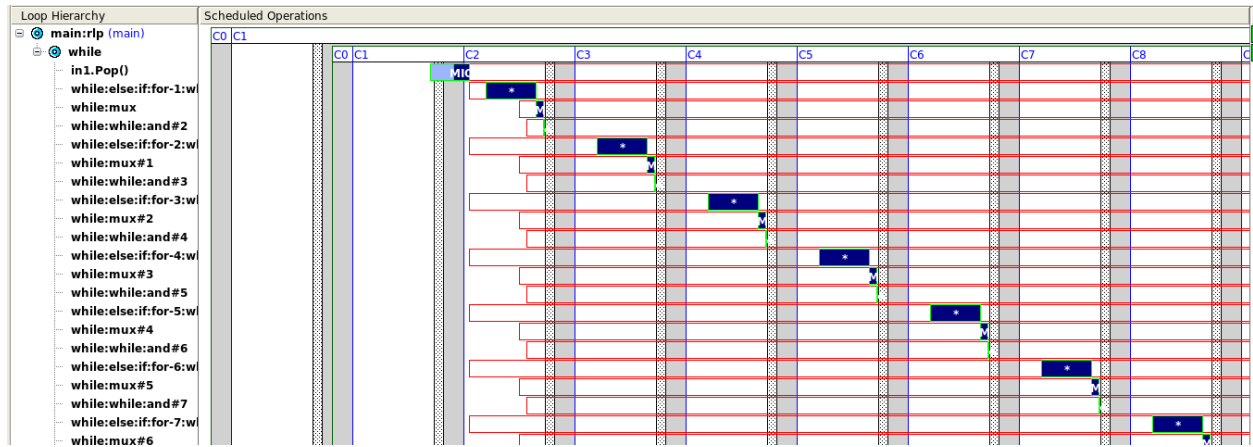 Loop Hierarchy Scheduled Operations
main:rlp (main) C0 C1
while C0 C1 C2 C3 C4 C5 C6 C7 C8 C
in1.Pop() MIC
while:else:if:for-1:wl *
while:mux M
while:while:and#2
while:else:if:for-2:wl *
while:mux#1 M
while:while:and#3
while:else:if:for-3:wl *
while:mux#2 M
while:while:and#4
while:else:if:for-4:wl *
while:mux#3 M
while:while:and#5
while:else:if:for-5:wl *
while:mux#4 M
while:while:and#6
while:else:if:for-6:wl *
while:mux#5 M
while:while:and#7
while:else:if:for-7:wl *
while:mux#6 M